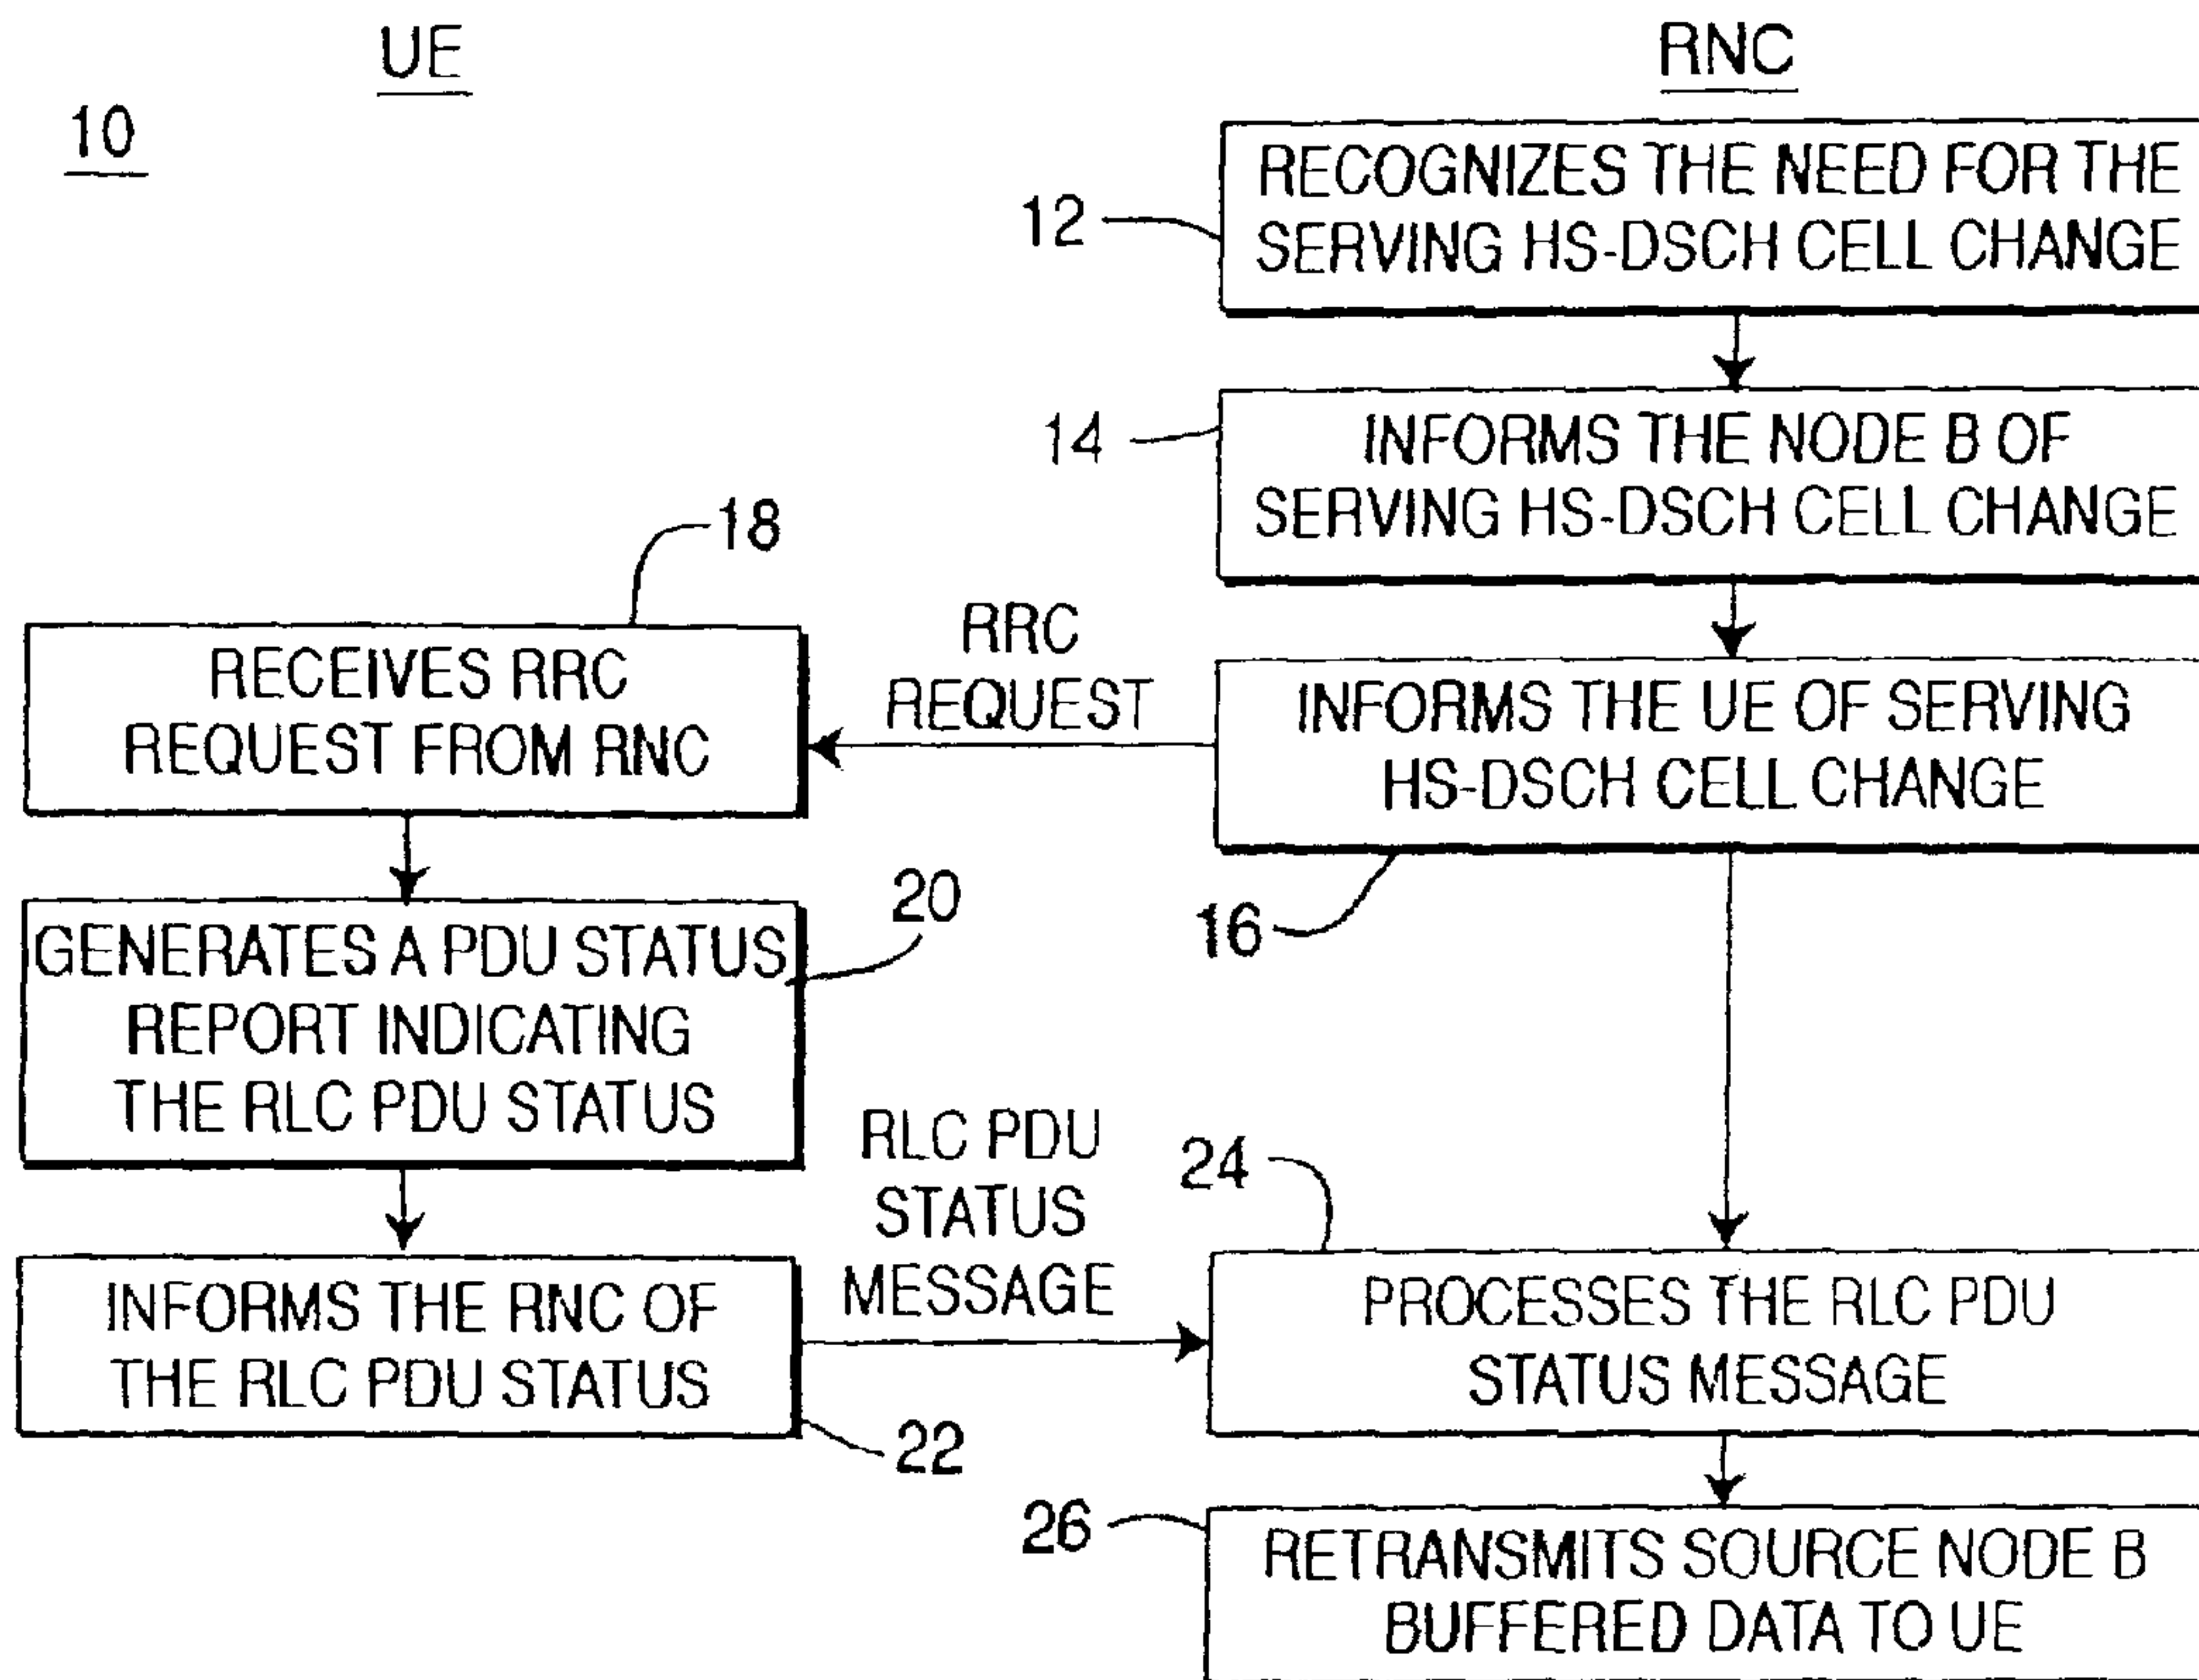 UE
RNC
10
12
RECOGNIZES THE NEED FOR THE
SERVING HS-DSCH CELL CHANGE
14
INFORMS THE NODE B OF
SERVING HS-DSCH CELL CHANGE
18
RECEIVES RRC
REQUEST FROM RNC
RRC
REQUEST
INFORMS THE UE OF SERVING
HS-DSCH CELL CHANGE
16
20
GENERATES A PDU STATUS
REPORT INDICATING
THE RLC PDU STATUS
INFORMS THE RNC OF
THE RLC PDU STATUS
22
RLC PDU
STATUS
MESSAGE
24
PROCESSES THE RLC PDU
STATUS MESSAGE
26
RETRANSMITS SOURCE NODE B
BUFFERED DATA TO UE